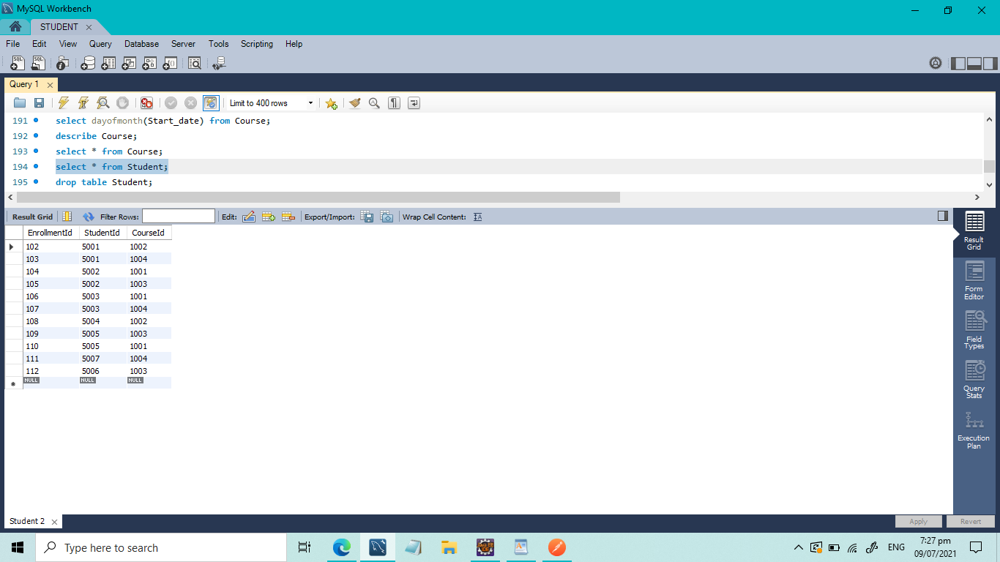 MySQL Workbench
STUDENT
File Edit View Query Database Server Tools Scripting Help
Query 1
Limit to 400 rows
191 select dayofmonth(Start_date) from Course;
192 describe Course;
193 select * from Course;
194 select * from Student;
195 drop table Student;
Result Grid Filter Rows: Edit: Export/Import: Wrap Cell Content:
EnrollmentId StudentId CourseId
102 5001 1002
103 5001 1004
104 5002 1001
105 5002 1003
106 5003 1001
107 5003 1004
108 5004 1002
109 5005 1003
110 5005 1001
111 5007 1004
112 5006 1003
NULL NULL NULL
Result
Grid
Form
Editor
Field
Types
Query
Stats
Execution
Plan
Student 2
Apply Revert
Type here to search
ENG
7:27 pm
09/07/2021